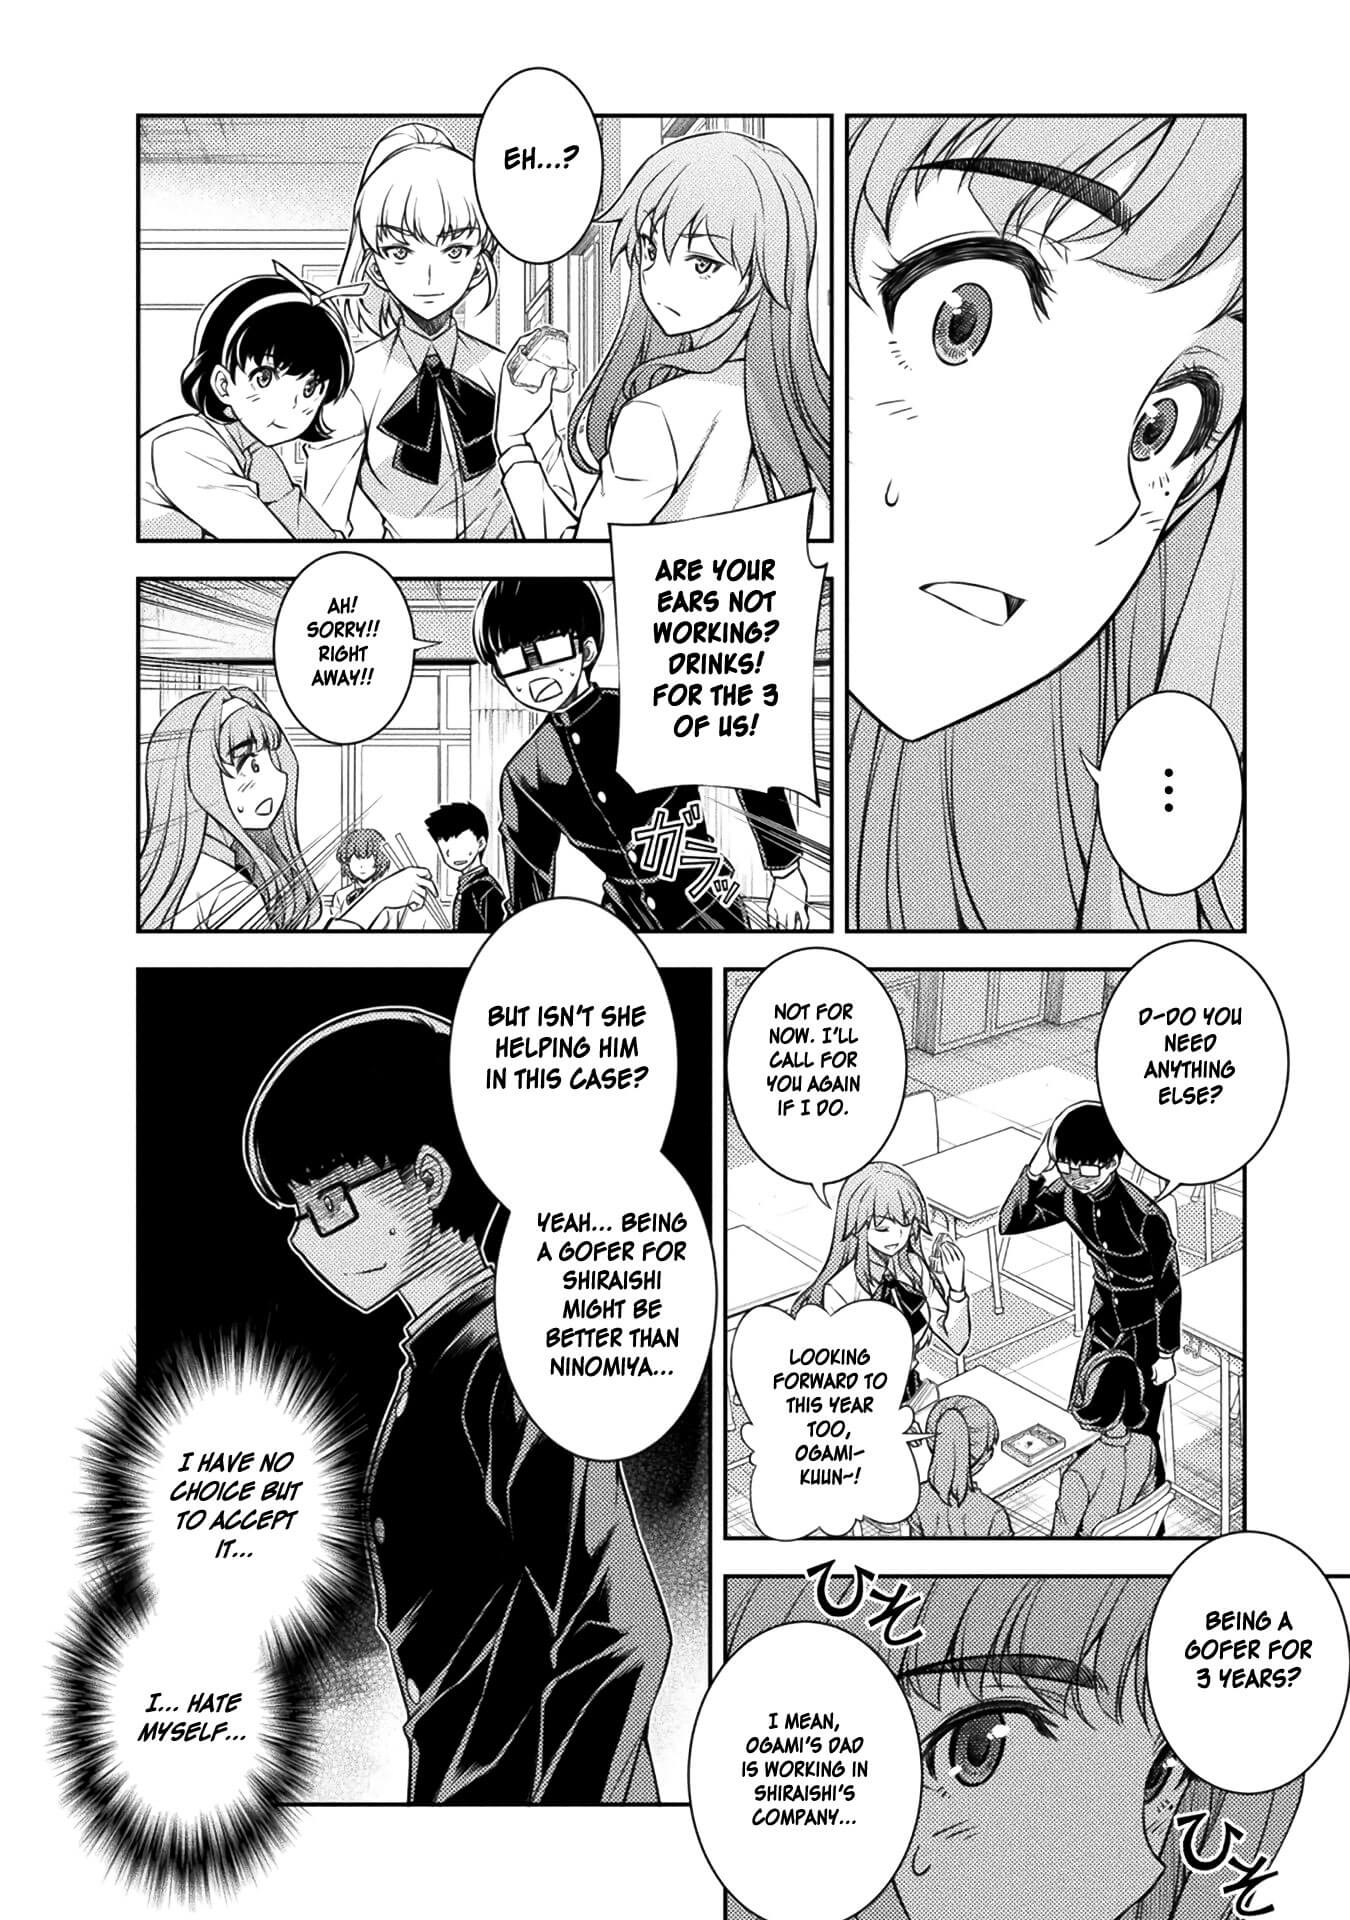 ...
EH...?
ARE YOUR
EARS NOT
WORKING?
DRINKS!
FOR THE 3
OF US!
ガラッ
AH!
SORRY!!
RIGHT
AWAY!!
D-DO YOU
NEED
ANYTHING
ELSE?
NOT FOR
NOW. I'LL
CALL FOR
YOU AGAIN
IF I DO.
LOOKING
FORWARD TO
THIS YEAR
TOO,
OGAMI-
KUUN~!
BEING A
GOFER FOR
3 YEARS?
ひそ
I MEAN,
OGAMI'S DAD
IS WORKING IN
SHIRAISHI'S
COMPANY...
ひそ
BUT ISN'T SHE
HELPING HIM
IN THIS CASE?
YEAH... BEING
A GOFER FOR
SHIRAISHI
MIGHT BE
BETTER THAN
NINOMIYA...
I HAVE NO
CHOICE BUT
TO ACCEPT
IT...
I... HATE
MYSELF...